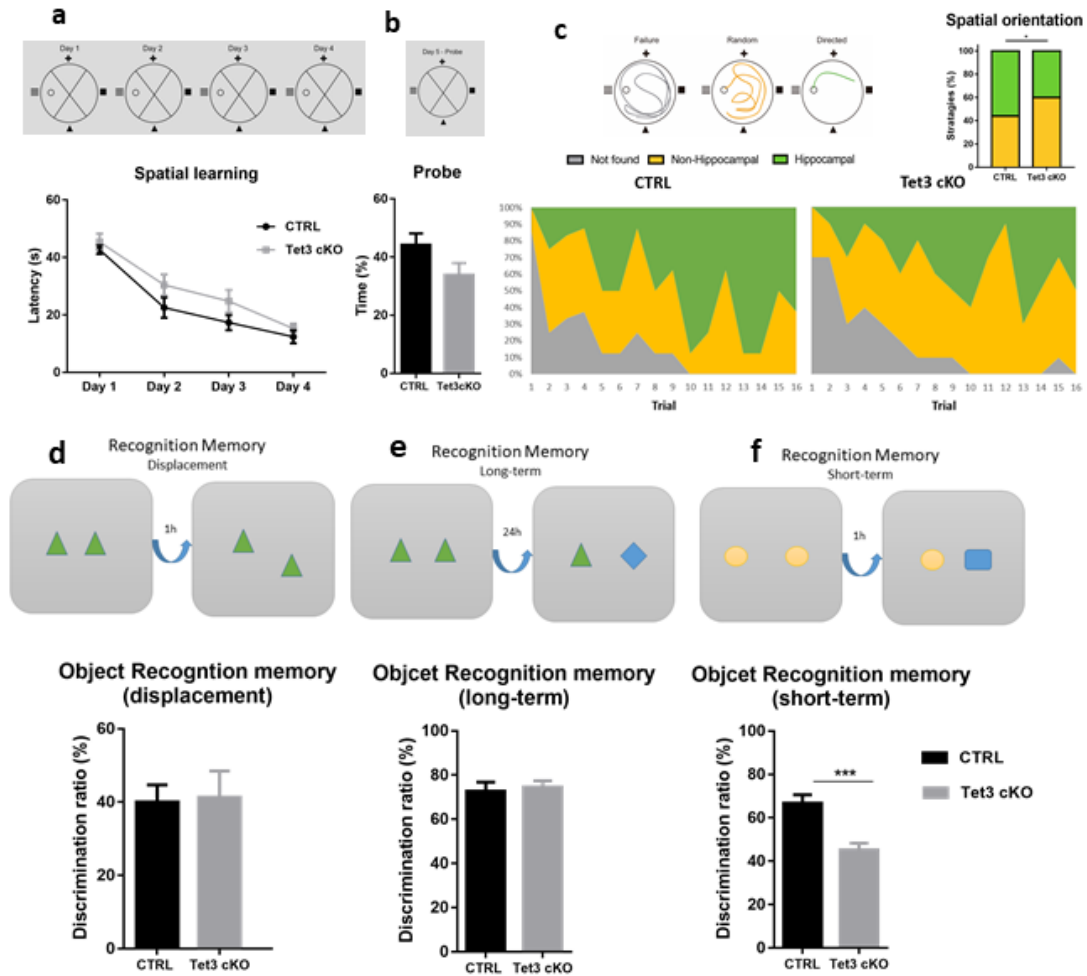 a
Day 1
Day 2
Day 3
Day 4
Spatial learning
60
40
20
0
Latency (s)
CTRL
Tet3 cKO
Day 1
Day 2
Day 3
Day 4
b
Day 5 - Probe
Probe
60
40
20
0
Time (%)
CTRL
Tet3cKO
c
Failure
Random
Directed
Not found
Non-Hippocampal
Hippocampal
Spatial orientation
*
100
80
60
40
20
0
Stratagies (%)
CTRL
Tet3 cKO
CTRL
100%
90%
80%
70%
60%
50%
40%
30%
20%
10%
0%
1 2 3 4 5 6 7 8 9 10 11 12 13 14 15 16
Trial
Tet3 cKO
1 2 3 4 5 6 7 8 9 10 11 12 13 14 15 16
Trial
d
Recognition Memory
Displacement
1h
Object Recogntion memory
(displacement)
60
40
20
0
Discrimination ratio (%)
CTRL
Tet3 cKO
e
Recognition Memory
Long-term
24h
Objcet Recognition memory
(long-term)
100
80
60
40
20
0
Discrimination ratio (%)
CTRL
Tet3 cKO
f
Recognition Memory
Short-term
1h
Objcet Recognition memory
(short-term)
100
80
60
40
20
0
Discrimination ratio (%)
***
CTRL
Tet3 cKO
CTRL
Tet3 cKO